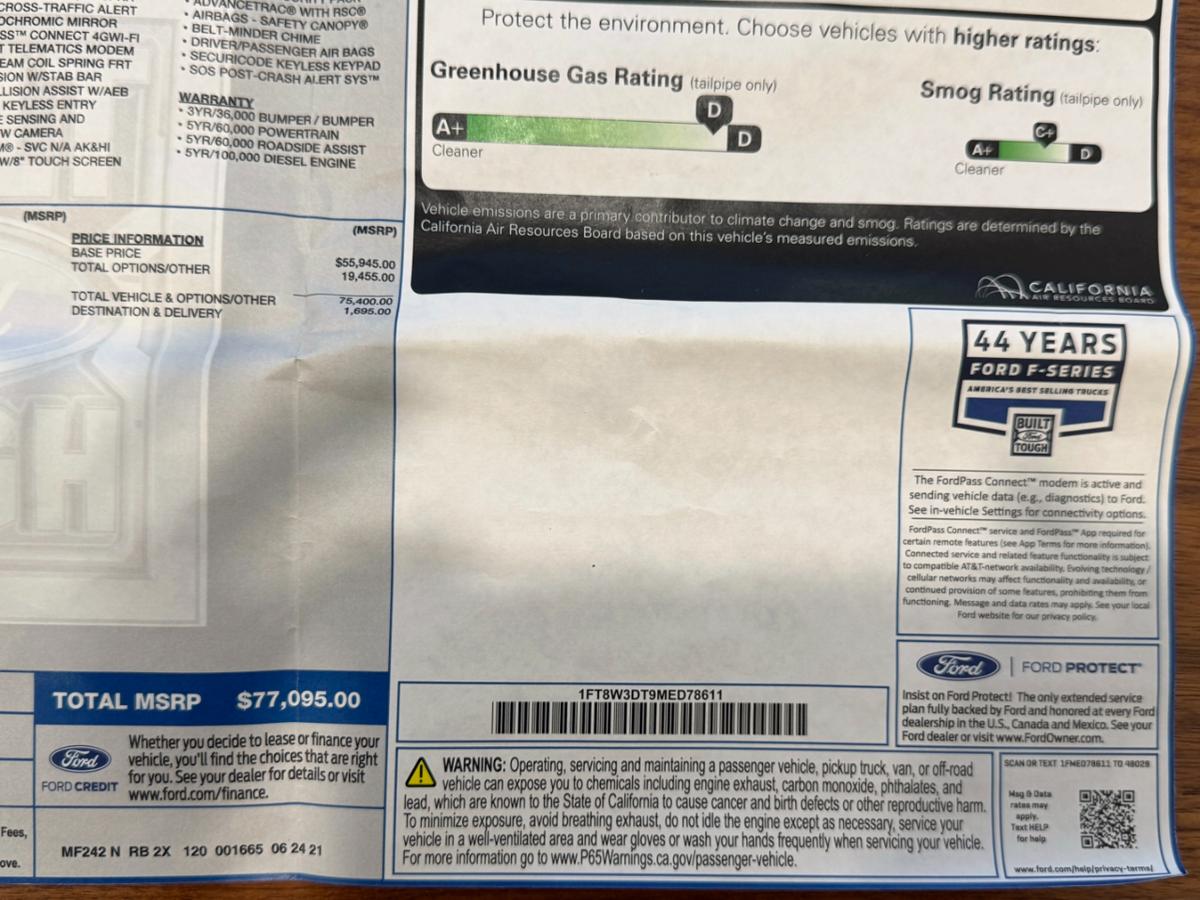 CROSS-TRAFFIC ALERT
OCHROMIC MIRROR
SS™ CONNECT 4GWI-FI
T TELEMATICS MODEM
EAM COIL SPRING FRT
SION W/STAB BAR
LLISION ASSIST W/AEB
KEYLESS ENTRY
E SENSING AND
W CAMERA
M® - SVC N/A AK&HI
W/8" TOUCH SCREEN
• ADVANCETRAC® WITH RSC®
• AIRBAGS - SAFETY CANOPY®
• BELT-MINDER CHIME
• DRIVER/PASSENGER AIR BAGS
• SECURICODE KEYLESS KEYPAD
• SOS POST-CRASH ALERT SYS™
WARRANTY
• 3YR/36,000 BUMPER / BUMPER
• 5YR/60,000 POWERTRAIN
• 5YR/60,000 ROADSIDE ASSIST
• 5YR/100,000 DIESEL ENGINE
(MSRP)
PRICE INFORMATION (MSRP)
BASE PRICE $55,945.00
TOTAL OPTIONS/OTHER 19,455.00
TOTAL VEHICLE & OPTIONS/OTHER 75,400.00
DESTINATION & DELIVERY 1,695.00
TOTAL MSRP $77,095.00
Ford
FORD CREDIT
Whether you decide to lease or finance your
vehicle, you'll find the choices that are right
for you. See your dealer for details or visit
www.ford.com/finance.
Fees,
ove.
MF242 N RB 2X 120 001665 06 24 21
Protect the environment. Choose vehicles with higher ratings:
Greenhouse Gas Rating (tailpipe only)
D
A+ D
Cleaner
Smog Rating (tailpipe only)
C+
A+ D
Cleaner
Vehicle emissions are a primary contributor to climate change and smog. Ratings are determined by the
California Air Resources Board based on this vehicle's measured emissions.
CALIFORNIA
AIR RESOURCES BOARD
44 YEARS
FORD F-SERIES
AMERICA'S BEST SELLING TRUCKS
BUILT
Ford
TOUGH
The FordPass Connect™ modem is active and
sending vehicle data (e.g., diagnostics) to Ford.
See in-vehicle Settings for connectivity options.
FordPass Connect™ service and FordPass™ App required for
certain remote features (see App Terms for more information).
Connected service and related feature functionality is subject
to compatible AT&T-network availability. Evolving technology/
cellular networks may affect functionality and availability, or
continued provision of some features, prohibiting them from
functioning. Message and data rates may apply. See your local
Ford website for our privacy policy.
Ford | FORD PROTECT®
Insist on Ford Protect! The only extended service
plan fully backed by Ford and honored at every Ford
dealership in the U.S., Canada and Mexico. See your
Ford dealer or visit www.FordOwner.com.
1FT8W3DT9MED78611
WARNING: Operating, servicing and maintaining a passenger vehicle, pickup truck, van, or off-road
vehicle can expose you to chemicals including engine exhaust, carbon monoxide, phthalates, and
lead, which are known to the State of California to cause cancer and birth defects or other reproductive harm.
To minimize exposure, avoid breathing exhaust, do not idle the engine except as necessary, service your
vehicle in a well-ventilated area and wear gloves or wash your hands frequently when servicing your vehicle.
For more information go to www.P65Warnings.ca.gov/passenger-vehicle.
SCAN OR TEXT 1FMED78611 TO 48028
Msg & Data
rates may
apply.
Text HELP
for help
www.ford.com/help/privacy-terms/